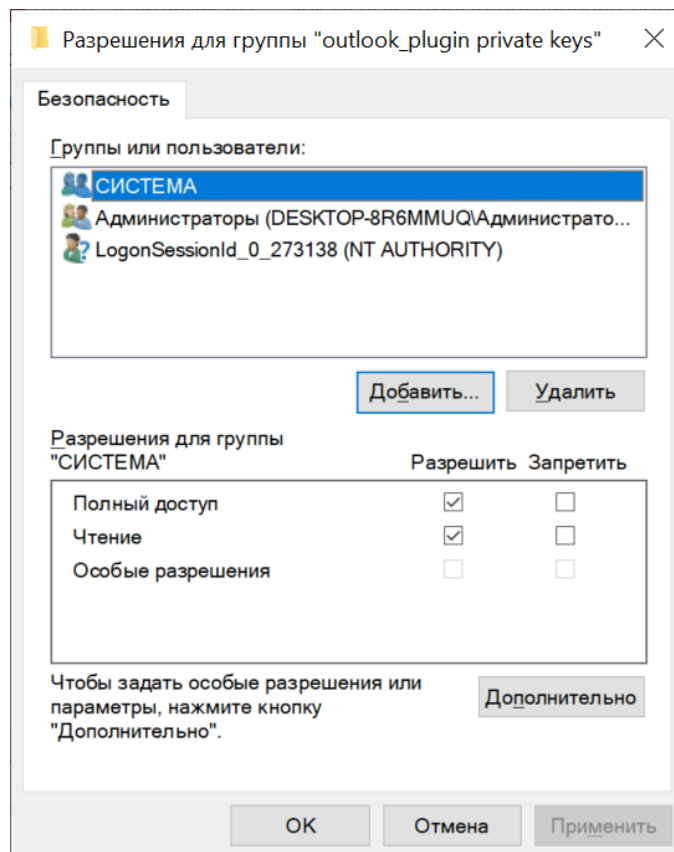 Разрешения для группы "outlook_plugin private keys"
Безопасность
Группы или пользователи:
СИСТЕМА
Администраторы (DESKTOP-8R6MMUQ\Администрато...
LogonSessionId_0_273138 (NT AUTHORITY)
Добавить... Удалить
Разрешения для группы
"СИСТЕМА" Разрешить Запретить
Полный доступ
Чтение
Особые разрешения
Чтобы задать особые разрешения или
параметры, нажмите кнопку
"Дополнительно".
Дополнительно
ОК Отмена Применить